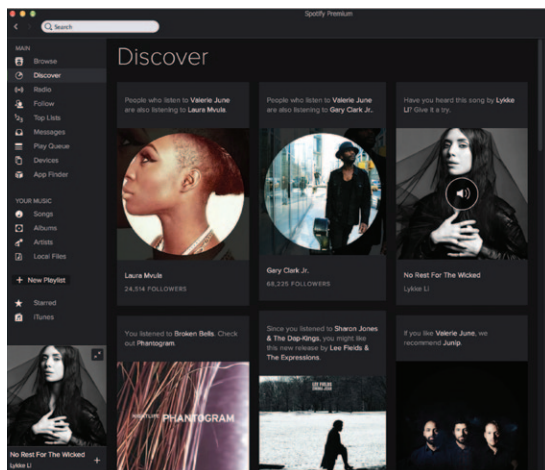 Spotify Premium
Search
MAIN
Browse
Discover
Radio
Follow
Top Lists
Messages
Play Queue
Devices
App Finder
YOUR MUSIC
Songs
Albums
Artists
Local Files
+ New Playlist
Starred
iTunes
No Rest For The Wicked
Lykke Li
+
Discover
People who listen to Valerie June
are also listening to Laura Mvula.
Laura Mvula
24,514 FOLLOWERS
People who listen to Valerie June
are also listening to Gary Clark Jr..
Gary Clark Jr.
68,235 FOLLOWERS
Have you heard this song by Lykke
Li? Give it a try.
No Rest For The Wicked
Lykke Li
You listened to Broken Bells. Check
out Phantogram.
NIGHTLIFE PHANTOGRAM
Since you listened to Sharon Jones
& The Dap-Kings, you might like
this new release by Lee Fields &
The Expressions.
LEE FIELDS
If you like Valerie June, we
recommend Junip.